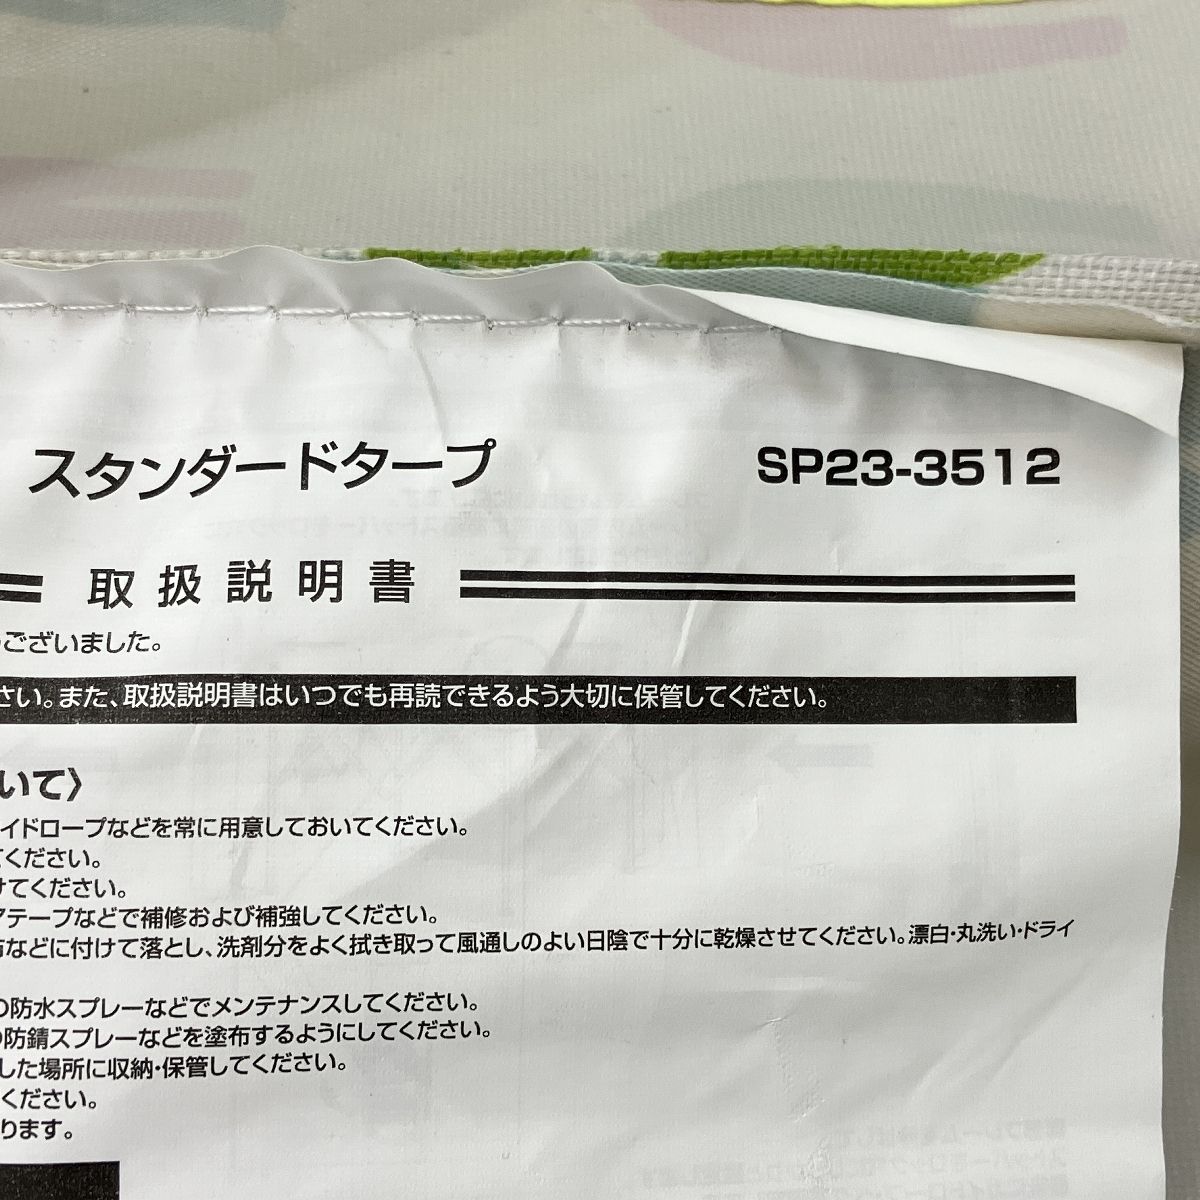 スタンダードタープ SP23-3512
取扱説明書
ございました。
さい。また、取扱説明書はいつでも再読できるよう大切に保管してください。
いて〉
イドロープなどを常に用意しておいてください。
てください。
けてください。
アテープなどで補修および補強してください。
などに付けて落とし、洗剤分をよく拭き取って風通しのよい日陰で十分に乾燥させてください。漂白・丸洗い・ドライ
の防水スプレーなどでメンテナンスしてください。
の防錆スプレーなどを塗布するようにしてください。
した場所に収納・保管してください。
ください。
ります。